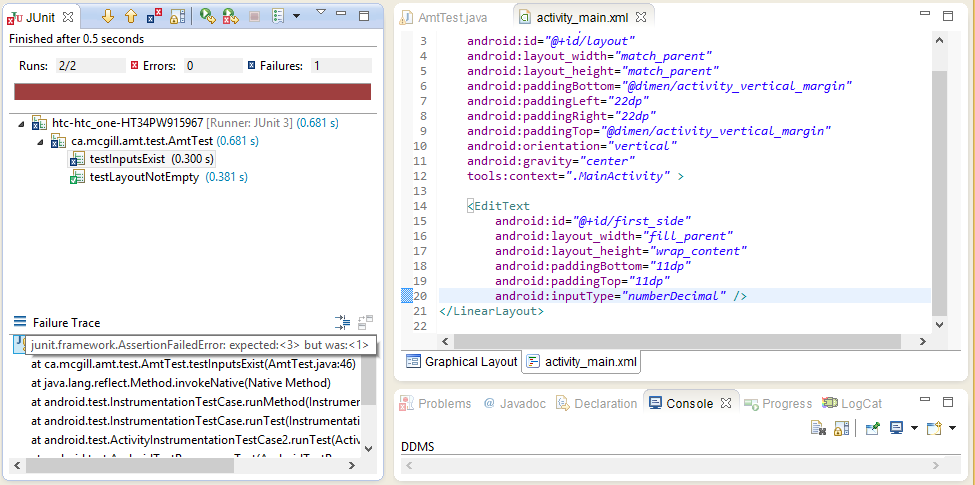 JUnit
Finished after 0.5 seconds
Runs: 2/2 Errors: 0 Failures: 1
htc-htc_one-HT34PW915967 [Runner: JUnit 3] (0.681 s)
ca.mcgill.amt.test.AmtTest (0.681 s)
testInputsExist (0.300 s)
testLayoutNotEmpty (0.381 s)
Failure Trace
junit.framework.AssertionFailedError: expected:<3> but was:<1>
at ca.mcgill.amt.test.AmtTest.testInputsExist(AmtTest.java:46)
at java.lang.reflect.Method.invokeNative(Native Method)
at android.test.InstrumentationTestCase.runMethod(Instrumer
at android.test.InstrumentationTestCase.runTest(Instrumentati
at android.test.ActivityInstrumentationTestCase2.runTest(Activ
AmtTest.java activity_main.xml
3 android:id="@+id/layout"
4 android:layout_width="match_parent"
5 android:layout_height="match_parent"
6 android:paddingBottom="@dimen/activity_vertical_margin"
7 android:paddingLeft="22dp"
8 android:paddingRight="22dp"
9 android:paddingTop="@dimen/activity_vertical_margin"
10 android:orientation="vertical"
11 android:gravity="center"
12 tools:context=".MainActivity" >
13
14 <EditText
15 android:id="@+id/first_side"
16 android:layout_width="fill_parent"
17 android:layout_height="wrap_content"
18 android:paddingBottom="11dp"
19 android:paddingTop="11dp"
20 android:inputType="numberDecimal" />
21 </LinearLayout>
22
Graphical Layout activity_main.xml
Problems Javadoc Declaration Console Progress LogCat
DDMS